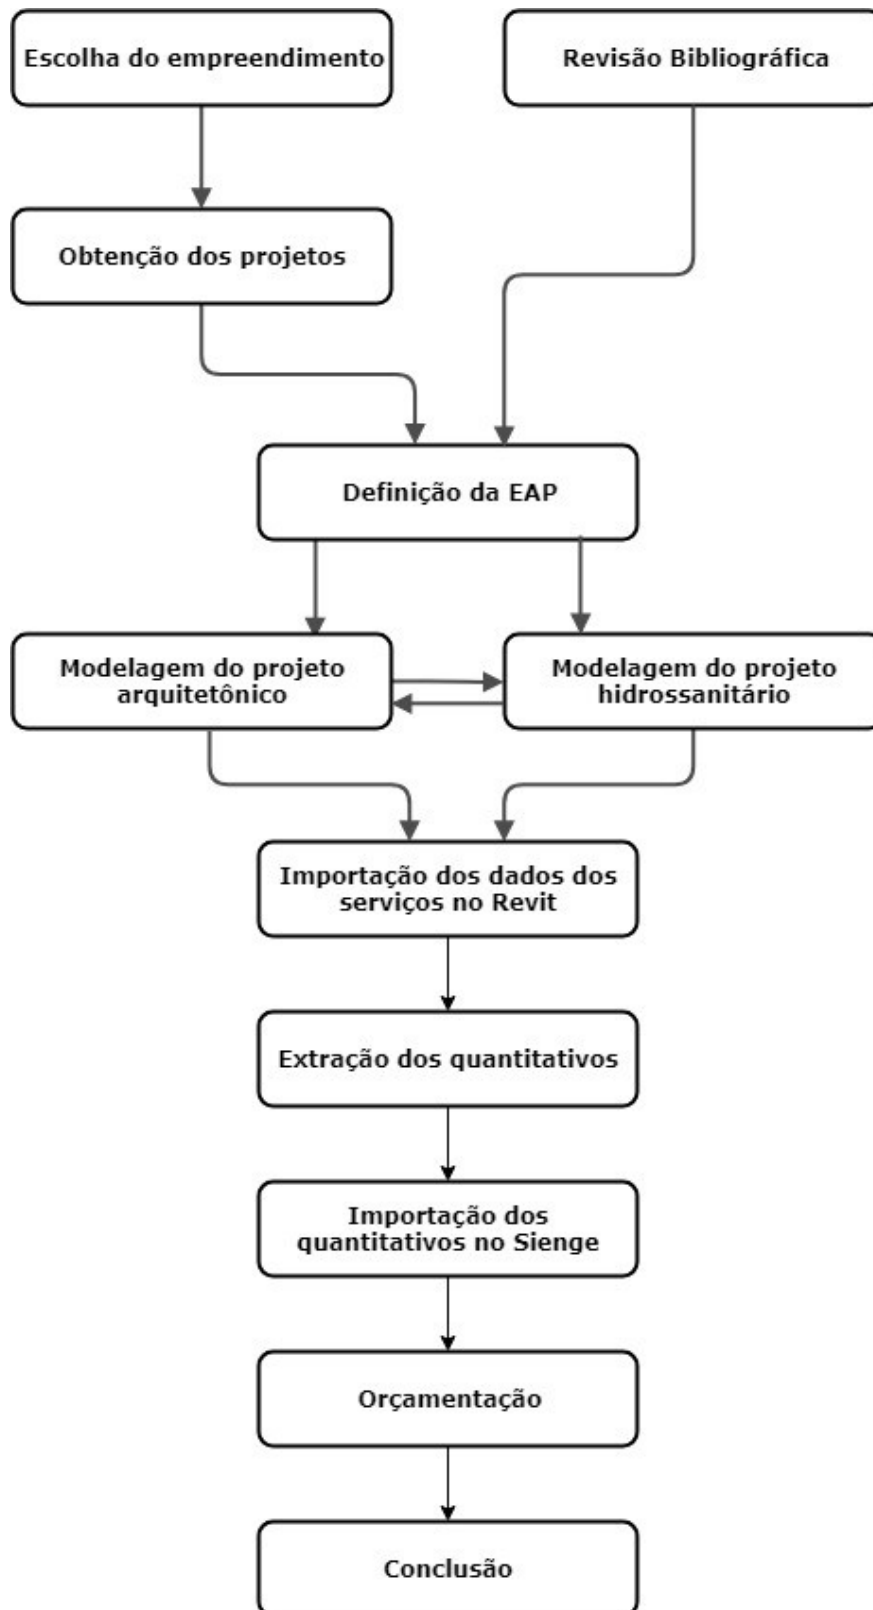 Escolha do empreendimento
Revisão Bibliográfica
Obtenção dos projetos
Definição da EAP
Modelagem do projeto
arquitetônico
Modelagem do projeto
hidrossanitário
Importação dos dados dos
serviços no Revit
Extração dos quantitativos
Importação dos
quantitativos no Sienge
Orçamentação
Conclusão